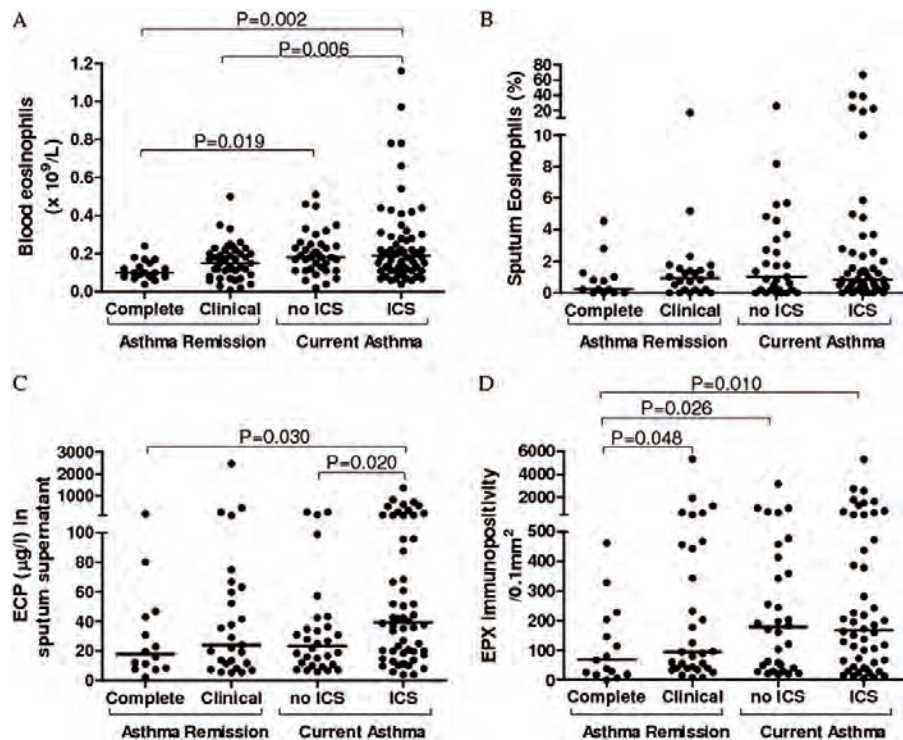 A
P=0.002
P=0.006
P=0.019
Blood eosinophils
(x 10⁹/L)
1.2
1.0
0.8
0.6
0.4
0.2
0.0
Complete Clinical no ICS ICS
Asthma Remission Current Asthma
B
Sputum Eosinophils (%)
80
60
40
20
10
8
6
4
2
0
Complete Clinical no ICS ICS
Asthma Remission Current Asthma
C
P=0.030
P=0.020
ECP (µg/l) in
sputum supernatant
3000
2000
1000
100
80
60
40
20
0
Complete Clinical no ICS ICS
Asthma Remission Current Asthma
D
P=0.010
P=0.026
P=0.048
EPX immunopositivity
/0.1mm²
6000
4000
2000
500
400
300
200
100
0
Complete Clinical no ICS ICS
Asthma Remission Current Asthma